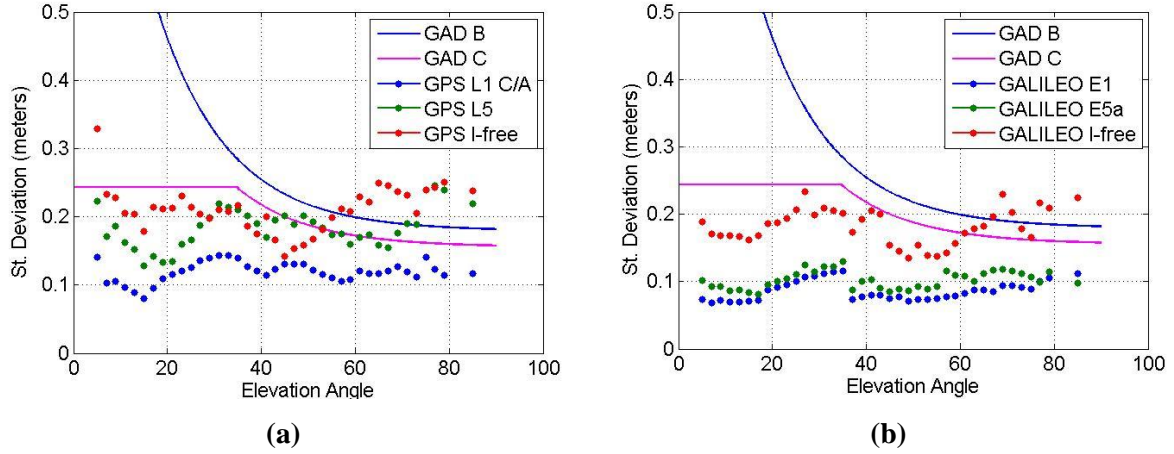 0.5
0.4
0.3
0.2
0.1
0
St. Deviation (meters)
GAD B
GAD C
GPS L1 C/A
GPS L5
GPS I-free
0 20 40 60 80 100
Elevation Angle
(a)
0.5
0.4
0.3
0.2
0.1
0
St. Deviation (meters)
GAD B
GAD C
GALILEO E1
GALILEO E5a
GALILEO I-free
0 20 40 60 80 100
Elevation Angle
(b)